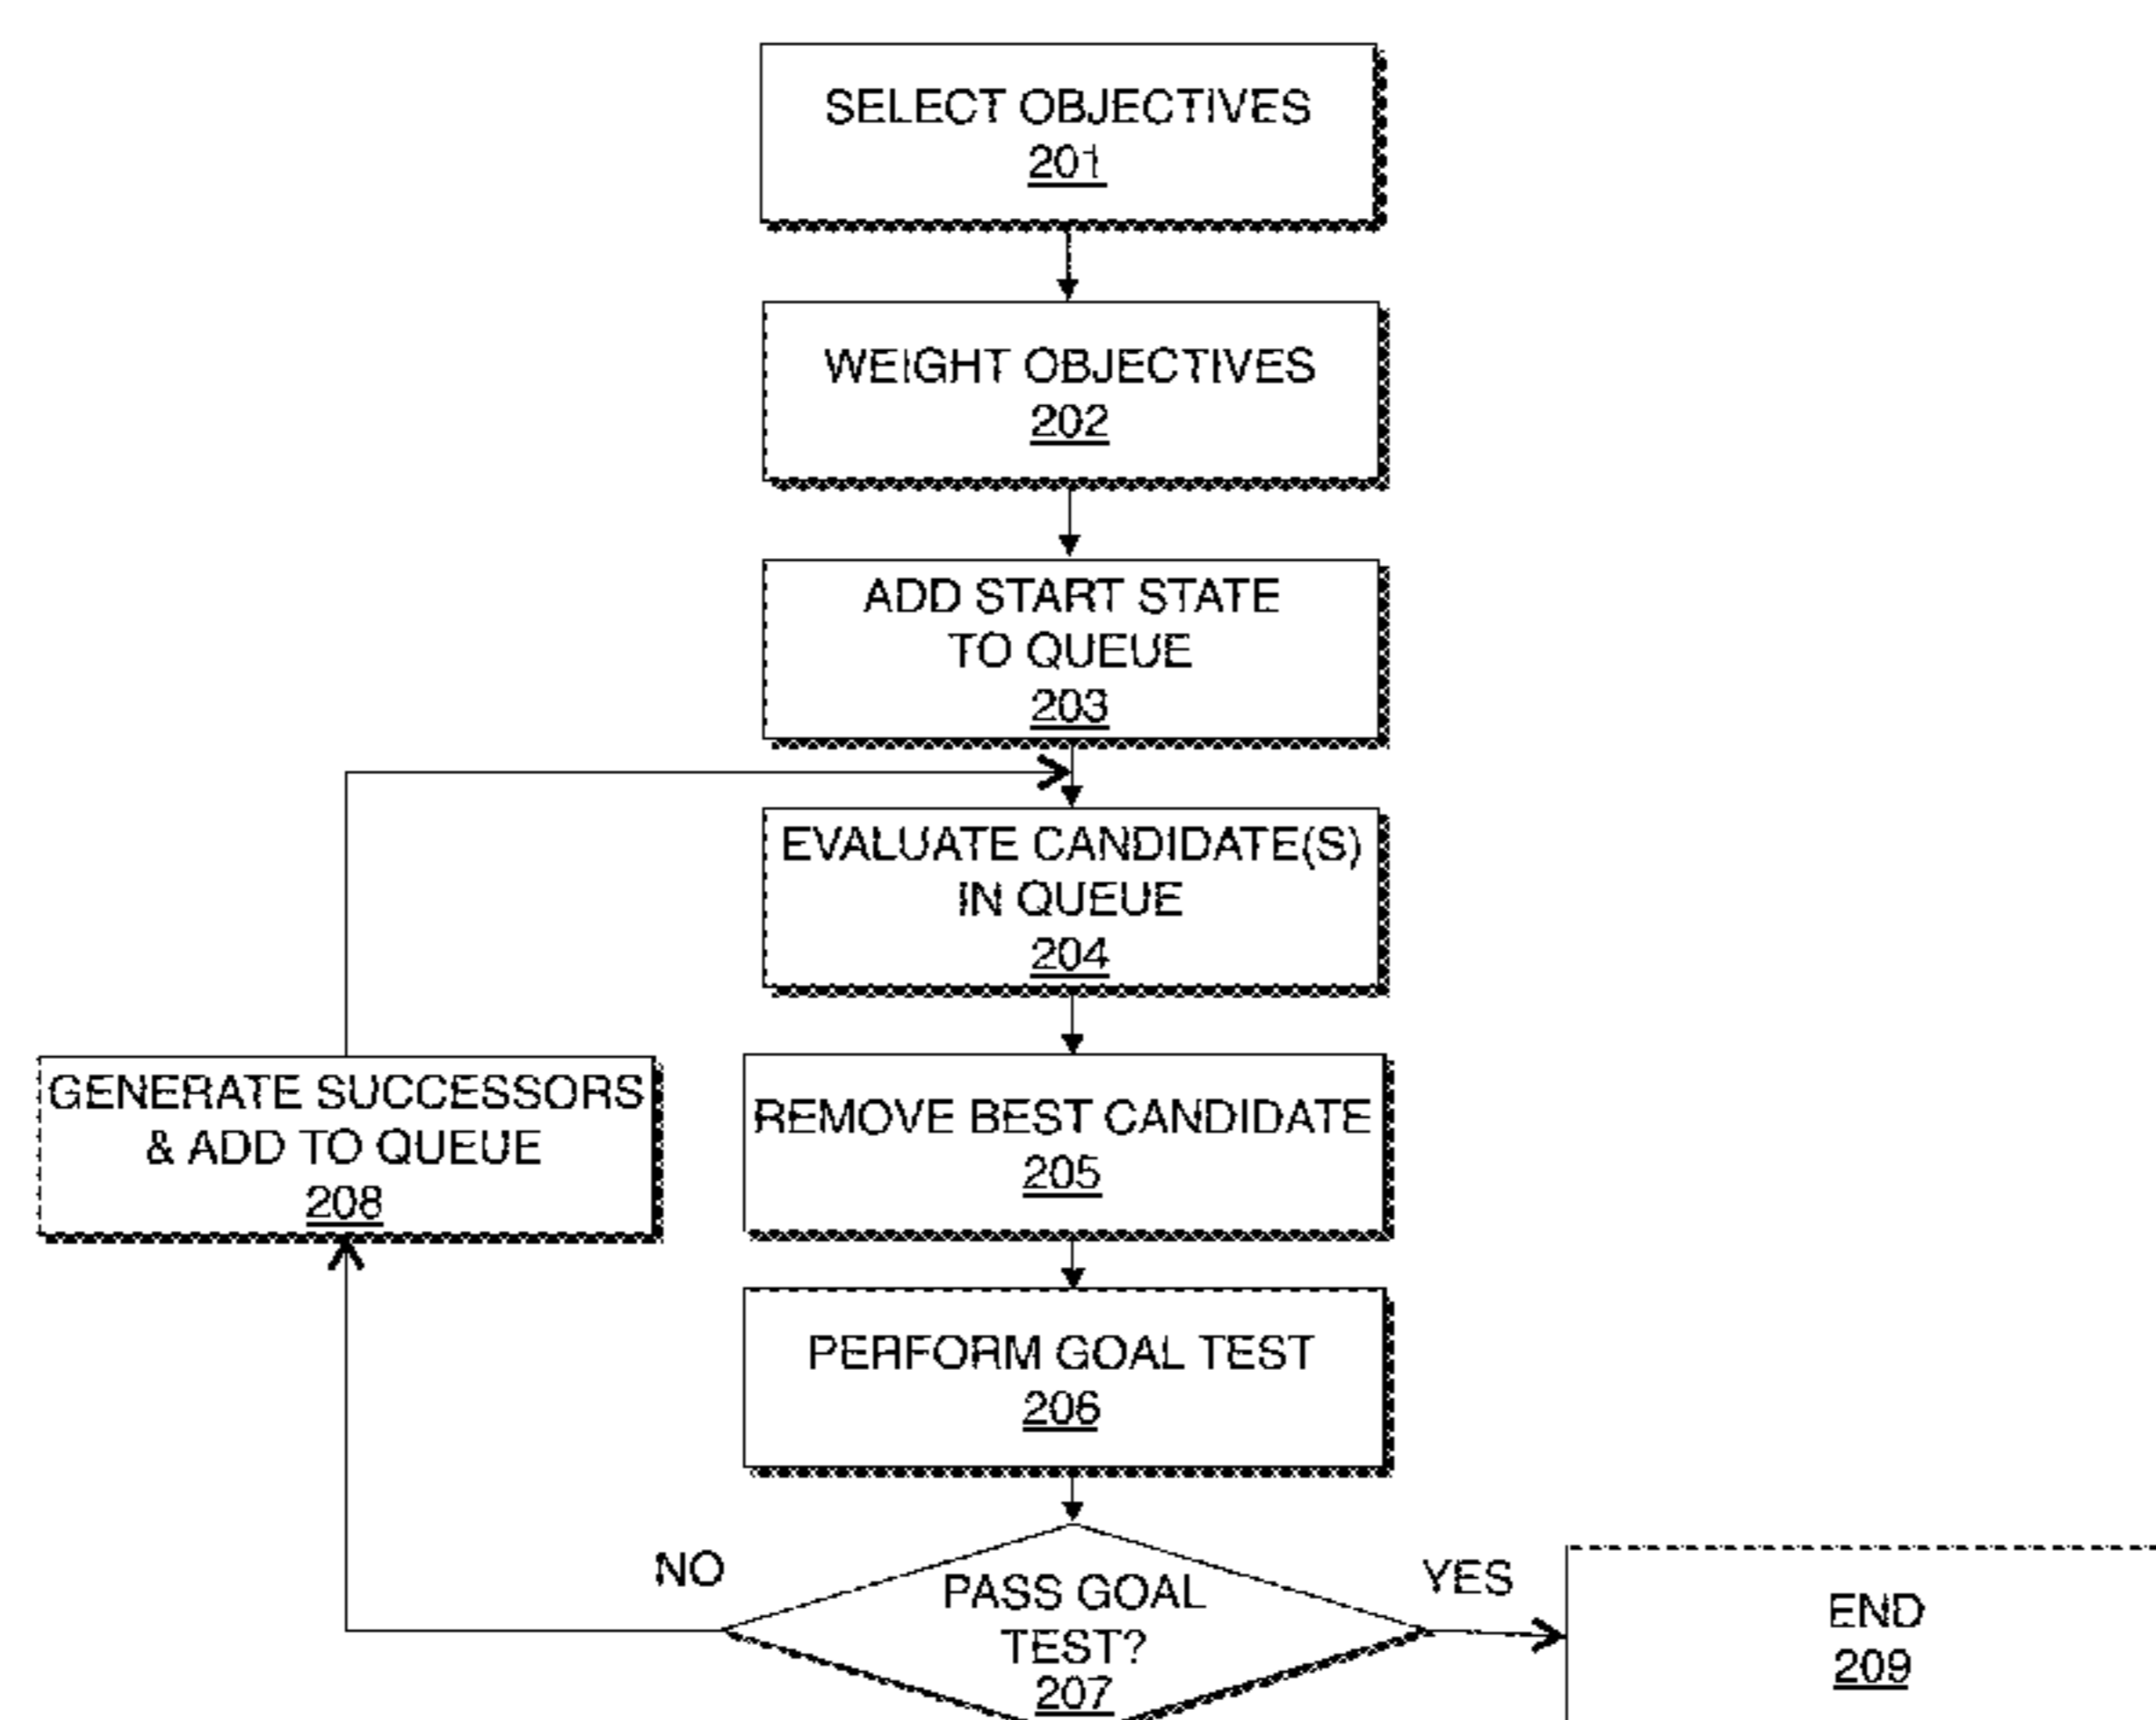 SELECT OBJECTIVES
201
WEIGHT OBJECTIVES
202
ADD START STATE
TO QUEUE
203
EVALUATE CANDIDATE(S)
IN QUEUE
204
GENERATE SUCCESSORS
& ADD TO QUEUE
208
REMOVE BEST CANDIDATE
205
PERFORM GOAL TEST
206
NO
PASS GOAL
TEST?
207
YES
END
209